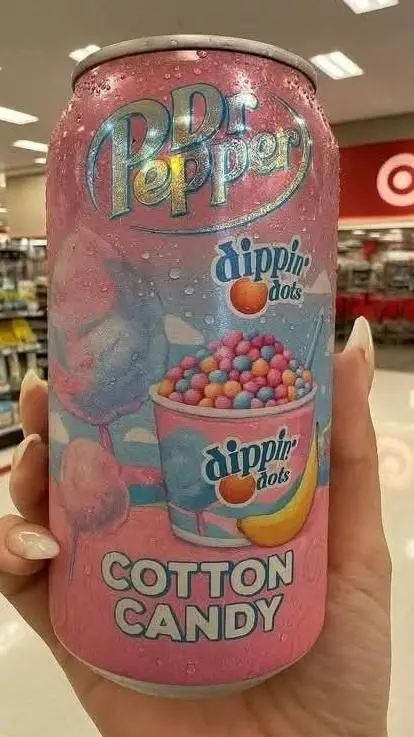 Dr
Pepper
dippin'
dots
dippin'
dots
COTTON
CANDY